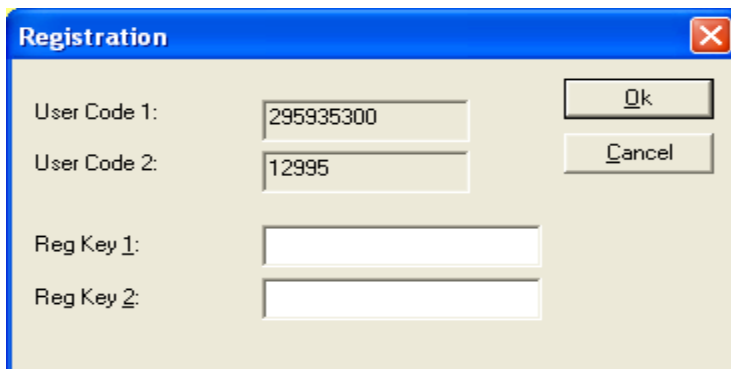 Registration
Ok
User Code 1: 295935300
Cancel
User Code 2: 12995
Reg Key 1:
Reg Key 2: